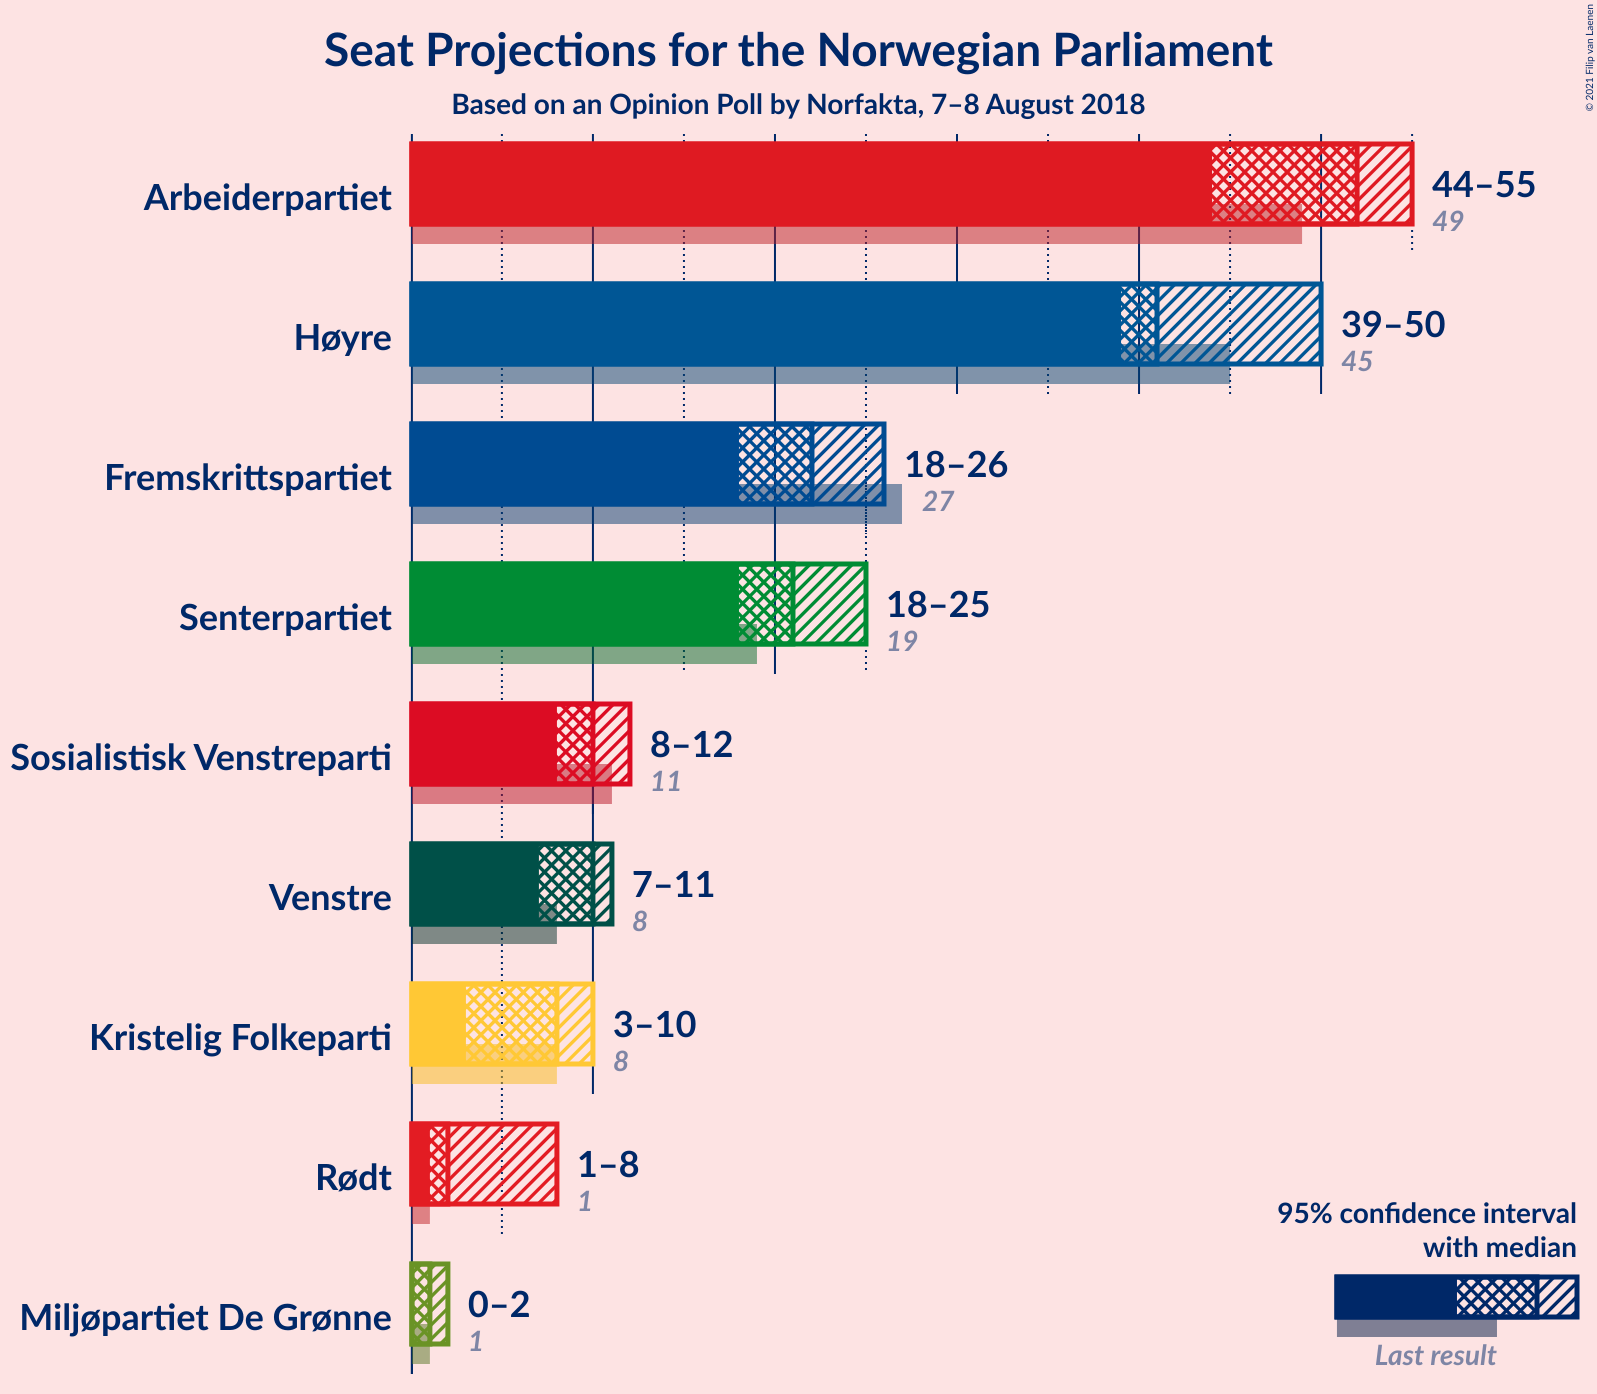 Seat Projections for the Norwegian Parliament
Based on an Opinion Poll by Norfakta, 7–8 August 2018
© 2021 Filip van Laenen
Arbeiderpartiet
44–55
49
Høyre
39–50
45
Fremskrittspartiet
18–26
27
Senterpartiet
18–25
19
Sosialistisk Venstreparti
8–12
11
Venstre
7–11
8
Kristelig Folkeparti
3–10
8
Rødt
1–8
1
Miljøpartiet De Grønne
0–2
1
95% confidence interval
with median
Last result